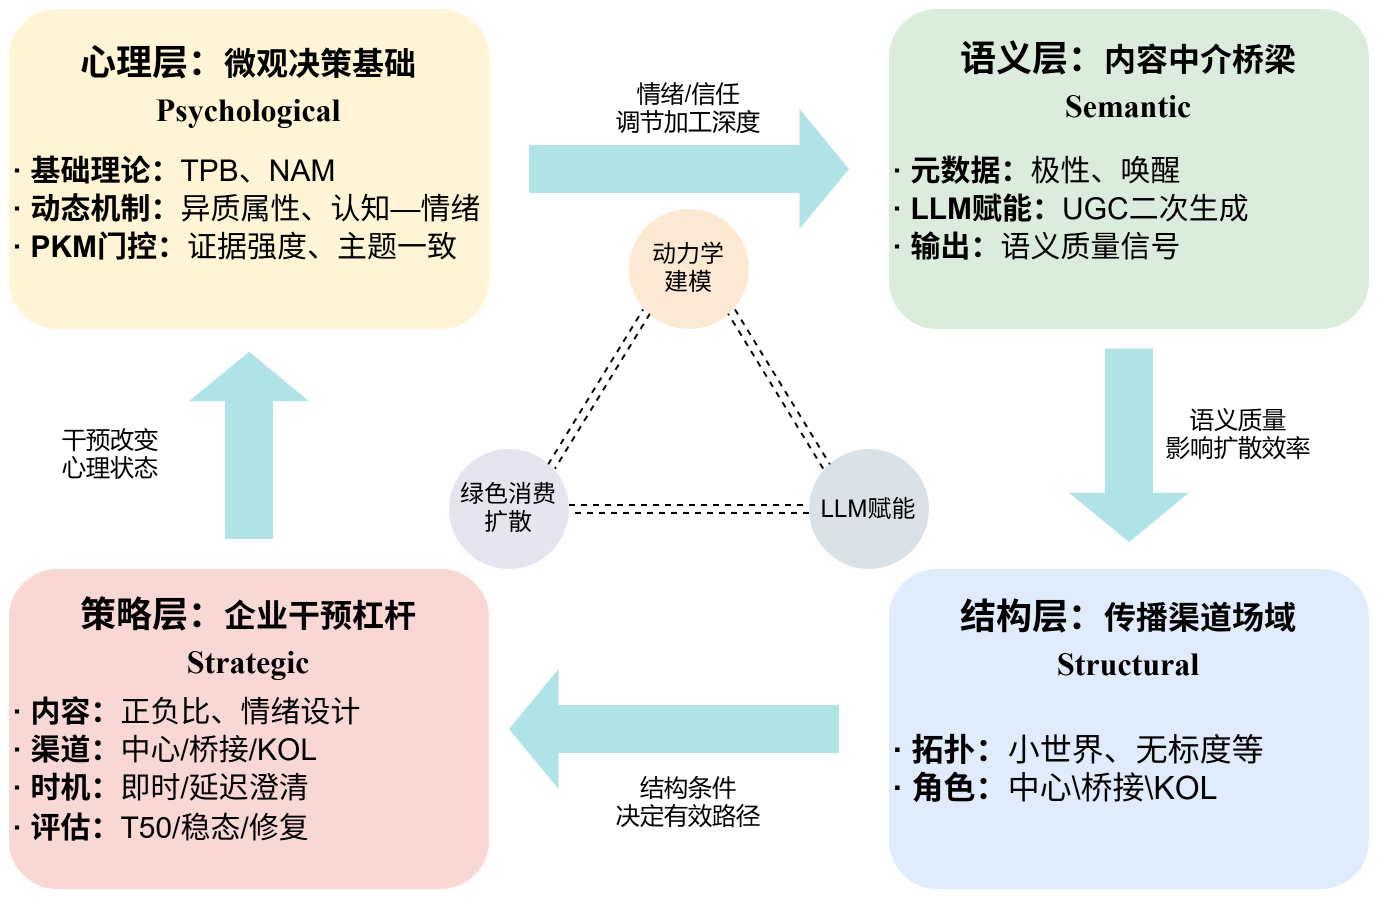 心理层：微观决策基础
Psychological
· 基础理论：TPB、NAM
· 动态机制：异质属性、认知—情绪
· PKM门控：证据强度、主题一致
情绪/信任
调节加工深度
语义层：内容中介桥梁
Semantic
· 元数据：极性、唤醒
· LLM赋能：UGC二次生成
· 输出：语义质量信号
动力学
建模
绿色消费
扩散
LLM赋能
干预改变
心理状态
语义质量
影响扩散效率
策略层：企业干预杠杆
Strategic
· 内容：正负比、情绪设计
· 渠道：中心/桥接/KOL
· 时机：即时/延迟澄清
· 评估：T50/稳态/修复
结构条件
决定有效路径
结构层：传播渠道场域
Structural
· 拓扑：小世界、无标度等
· 角色：中心\桥接\KOL